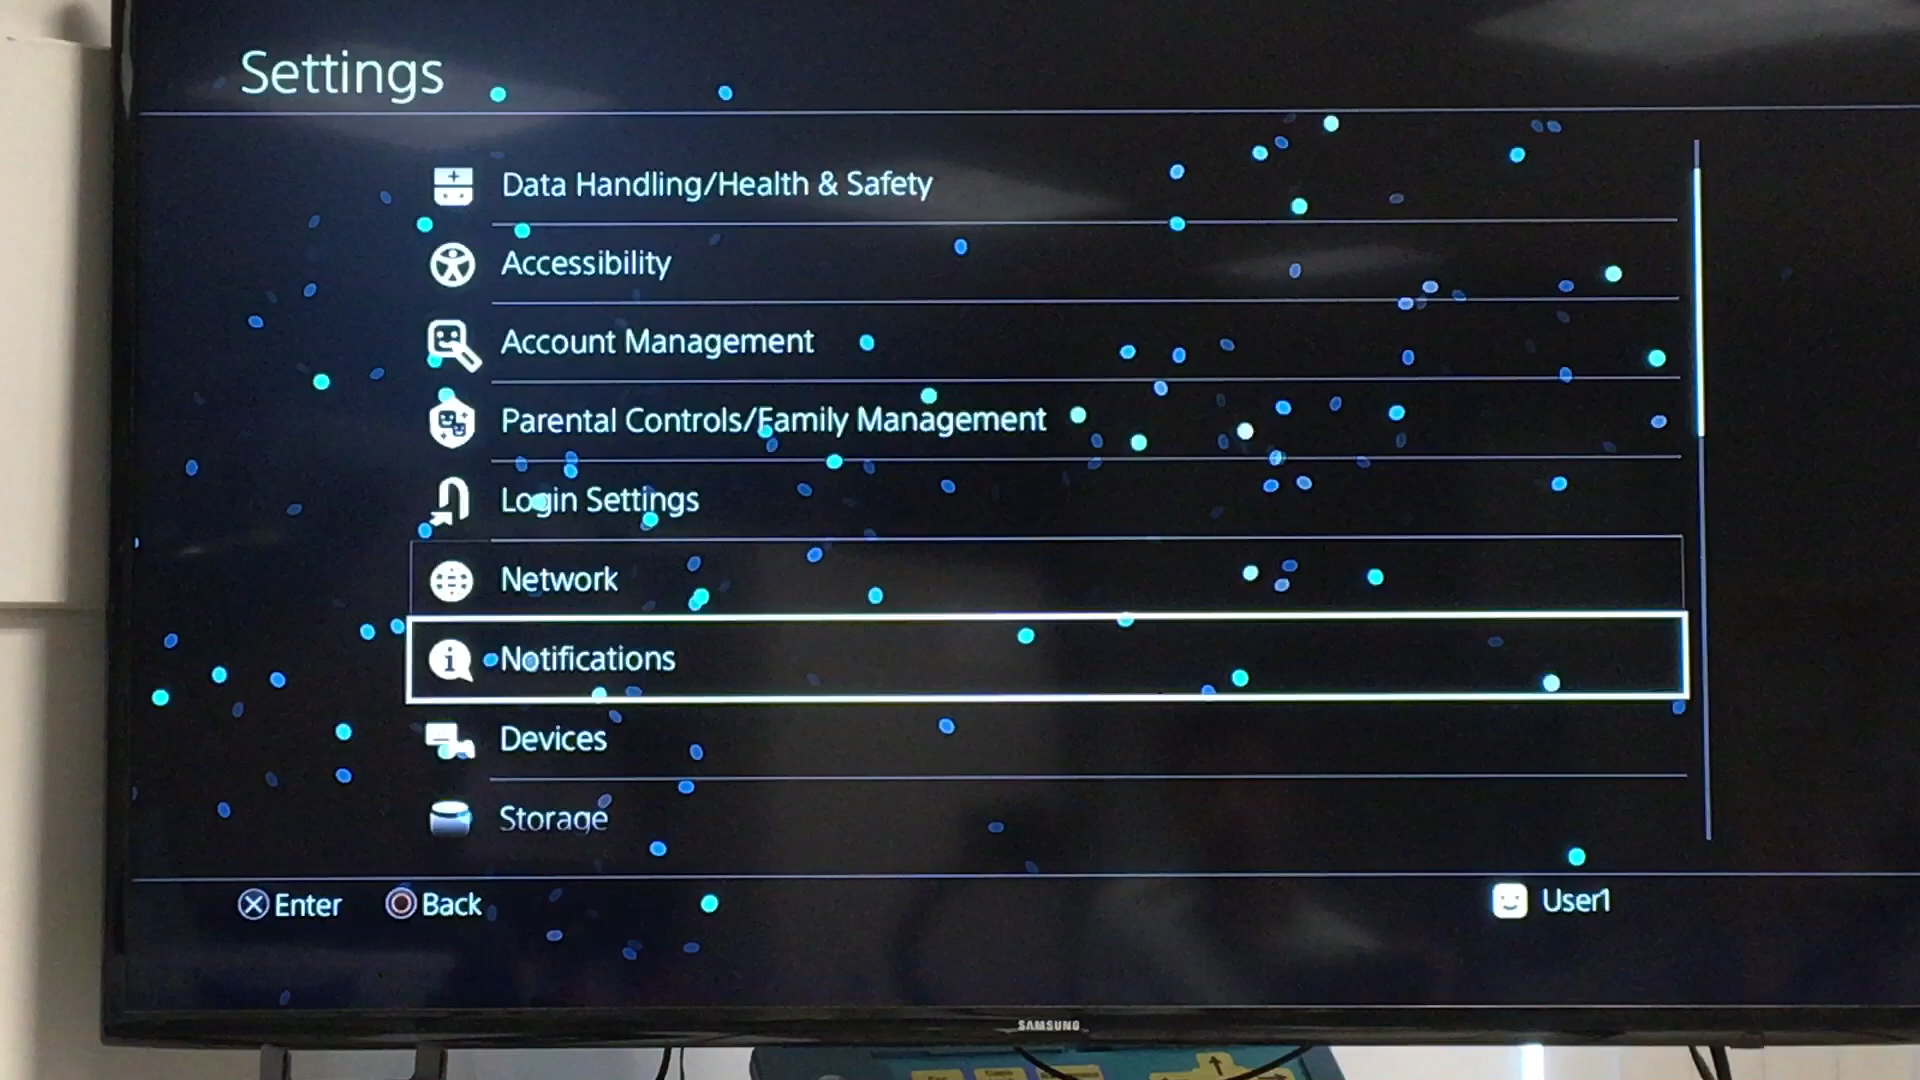 Settings
Data Handling/Health & Safety
Accessibility
Account Management
Parental Controls/Family Management
Login Settings
Network
Notifications
Devices
Storage
Enter Back
User1
SAMSUNG